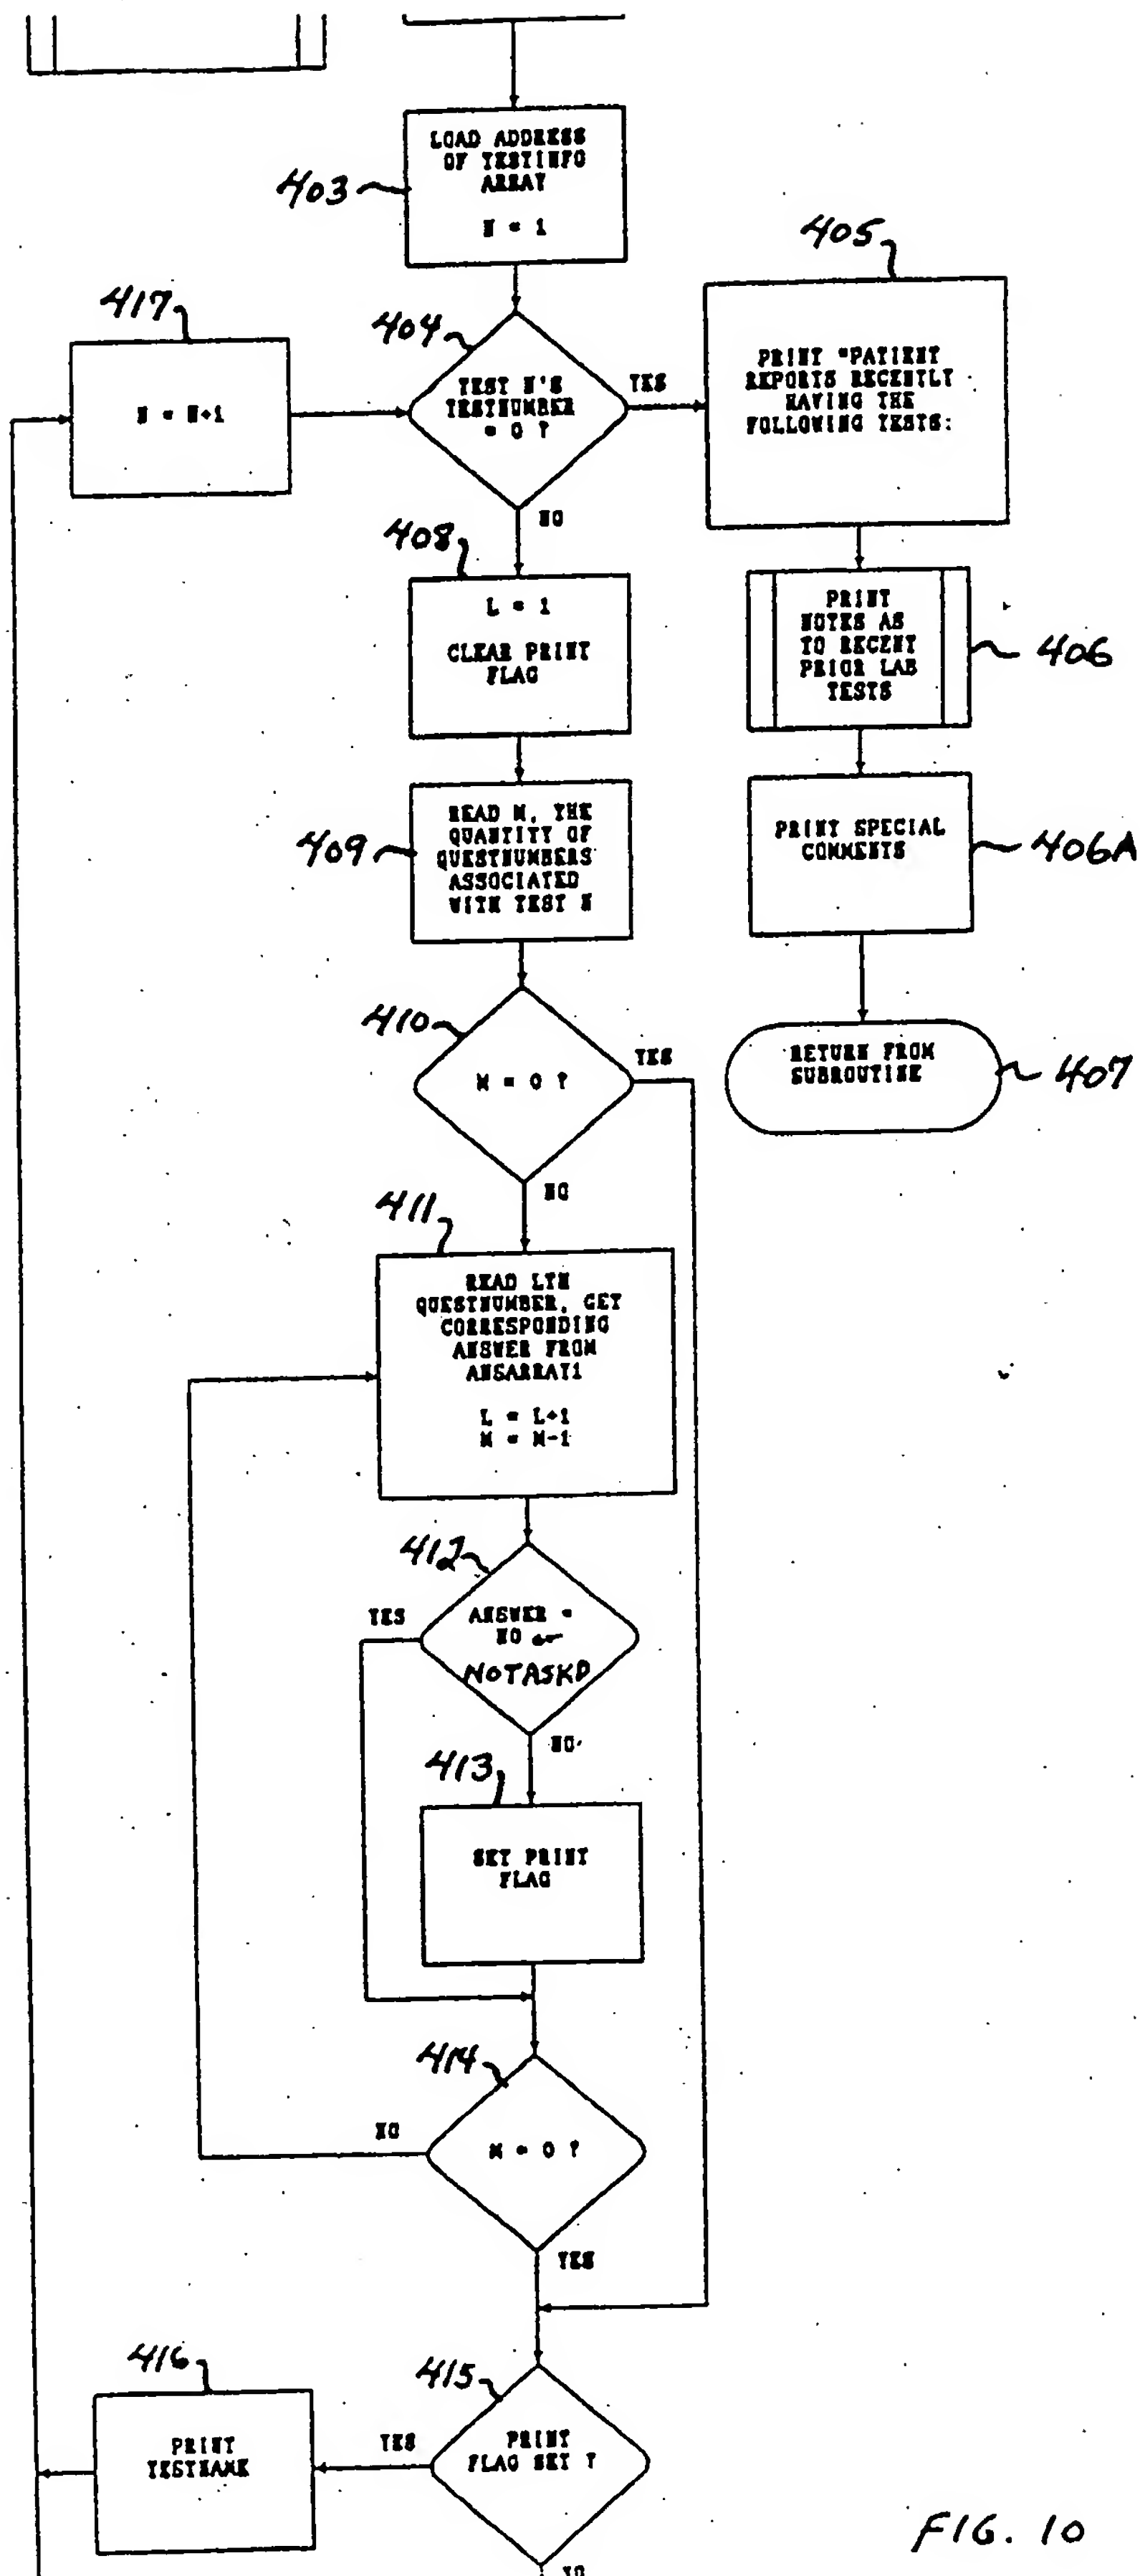 403
LOAD ADDRESS
OF TESTINFO
ARRAY
N = 1
417
N = N+1
404
TEST N'S
TESTNUMBER
= 0 ?
YES
NO
405
PRINT "PATIENT
REPORTS RECENTLY
HAVING THE
FOLLOWING TESTS:
408
L = 1
CLEAR PRINT
FLAG
PRINT
NOTES AS
TO RECENT
PRIOR LAB
TESTS
406
409
READ M, THE
QUANTITY OF
QUESTNUMBERS
ASSOCIATED
WITH TEST N
PRINT SPECIAL
COMMENTS
406A
410
M = 0 ?
YES
NO
RETURN FROM
SUBROUTINE
407
411
READ LTH
QUESTNUMBER, GET
CORRESPONDING
ANSWER FROM
ANSARRAY1
L = L+1
M = M-1
412
YES
ANSWER =
NO or
NOTASKD
NO
413
SET PRINT
FLAG
414
NO
M = 0 ?
YES
416
PRINT
TESTNAME
415
YES
PRINT
FLAG SET ?
NO
FIG. 10